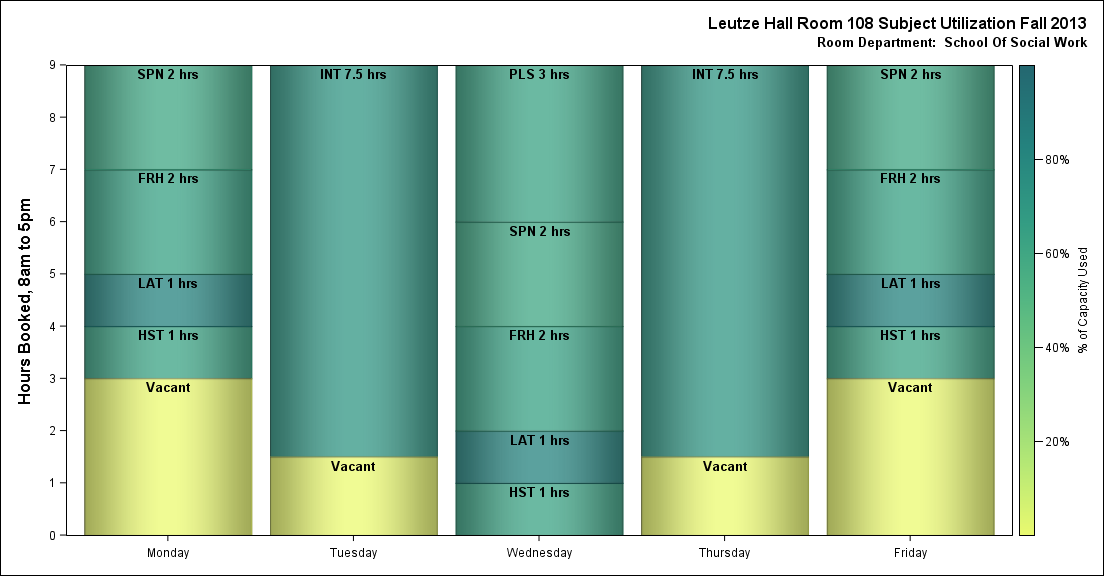 Leutze Hall Room 108 Subject Utilization Fall 2013
Room Department:  School Of Social Work
Hours Booked, 8am to 5pm
9
8
7
6
5
4
3
2
1
0
SPN 2 hrs
FRH 2 hrs
LAT 1 hrs
HST 1 hrs
Vacant
Monday
INT 7.5 hrs
Vacant
Tuesday
PLS 3 hrs
SPN 2 hrs
FRH 2 hrs
LAT 1 hrs
HST 1 hrs
Wednesday
INT 7.5 hrs
Vacant
Thursday
SPN 2 hrs
FRH 2 hrs
LAT 1 hrs
HST 1 hrs
Vacant
Friday
80%
60%
40%
20%
% of Capacity Used